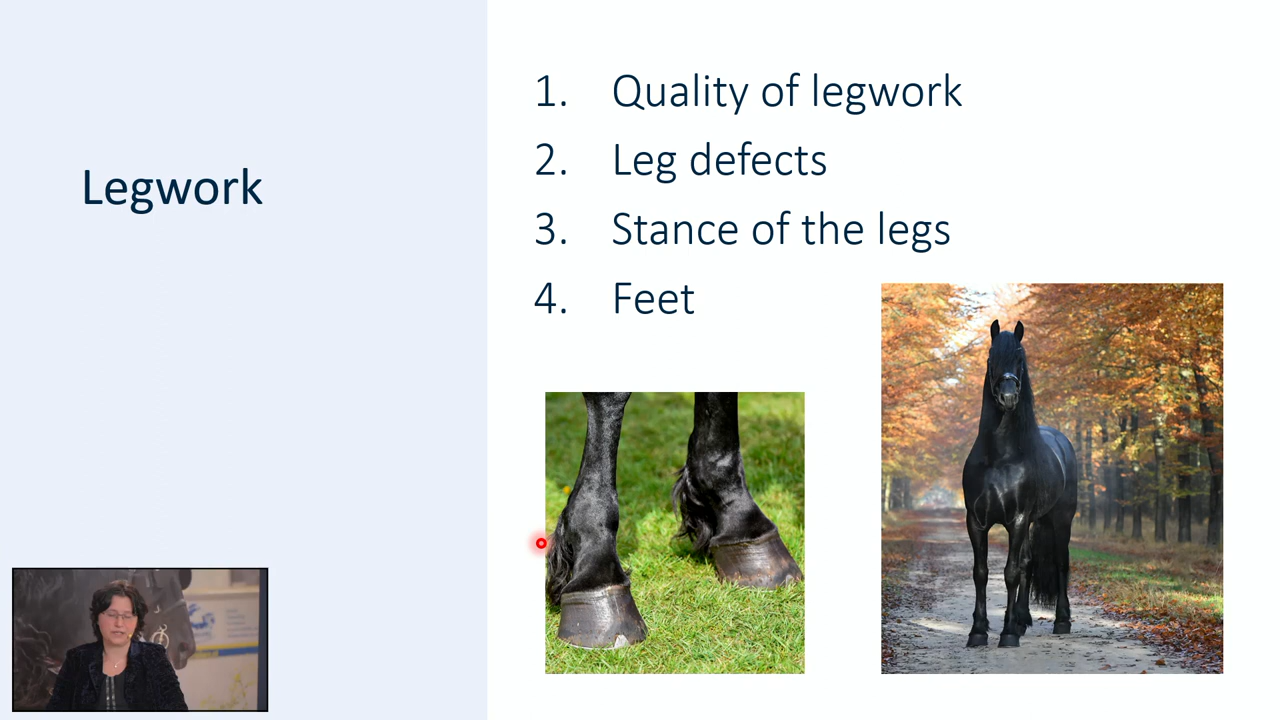 Legwork
1. Quality of legwork
2. Leg defects
3. Stance of the legs
4. Feet